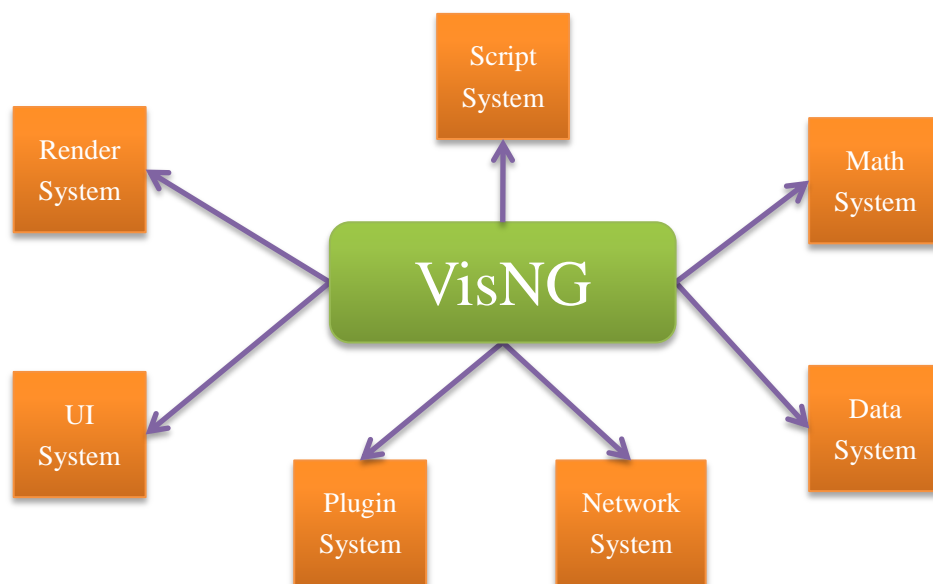 Script
System
Render
System
Math
System
VisNG
UI
System
Data
System
Plugin
System
Network
System